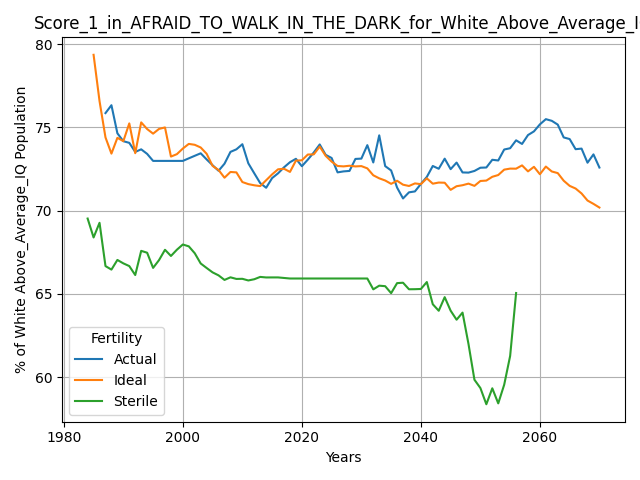 Score_1_in_AFRAID_TO_WALK_IN_THE_DARK_for_White_Above_Average_I
% of White Above_Average_IQ Population
80
75
70
65
60
Fertility
Actual
Ideal
Sterile
1980 2000 2020 2040 2060
Years